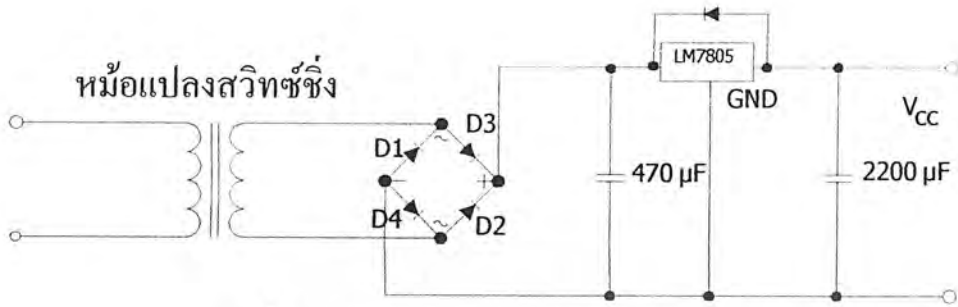 หม้อแปลงสวิทซ์ชิ่ง
LM7805
GND
V_CC
D1
D3
~
−
+
D4
~
D2
470 µF
2200 µF